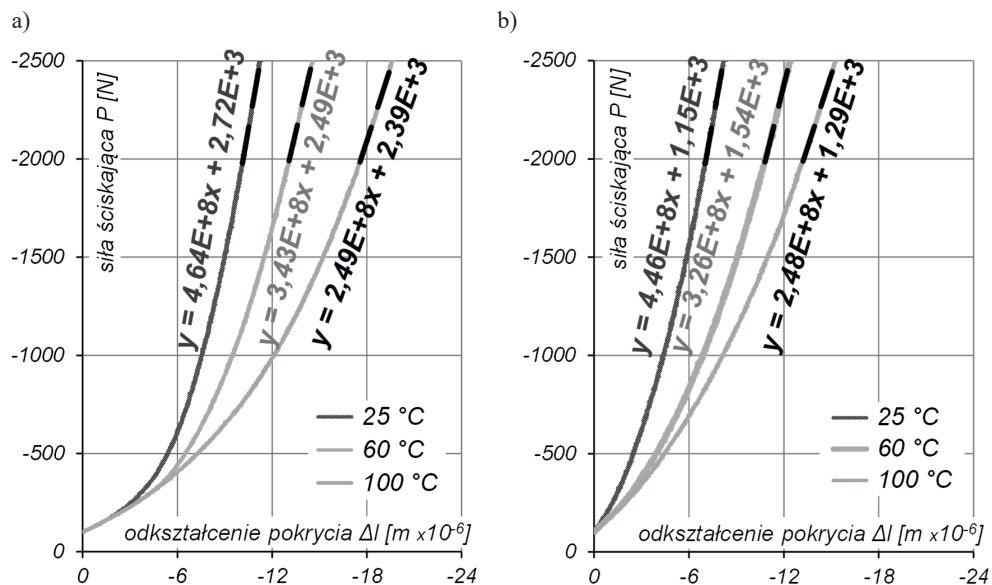 a)
-2500
-2000
-1500
-1000
-500
0
siła ściskająca P [N]
y = 4,64E+8x + 2,72E+3
y = 3,43E+8x + 2,49E+3
y = 2,49E+8x + 2,39E+3
25 °C
60 °C
100 °C
odkształcenie pokrycia Δl [m x10-6]
0 -6 -12 -18 -24
b)
-2500
-2000
-1500
-1000
-500
0
siła ściskająca P [N]
y = 4,46E+8x + 1,15E+3
y = 3,26E+8x + 1,54E+3
y = 2,48E+8x + 1,29E+3
25 °C
60 °C
100 °C
odkształcenie pokrycia Δl [m x10-6]
0 -6 -12 -18 -24